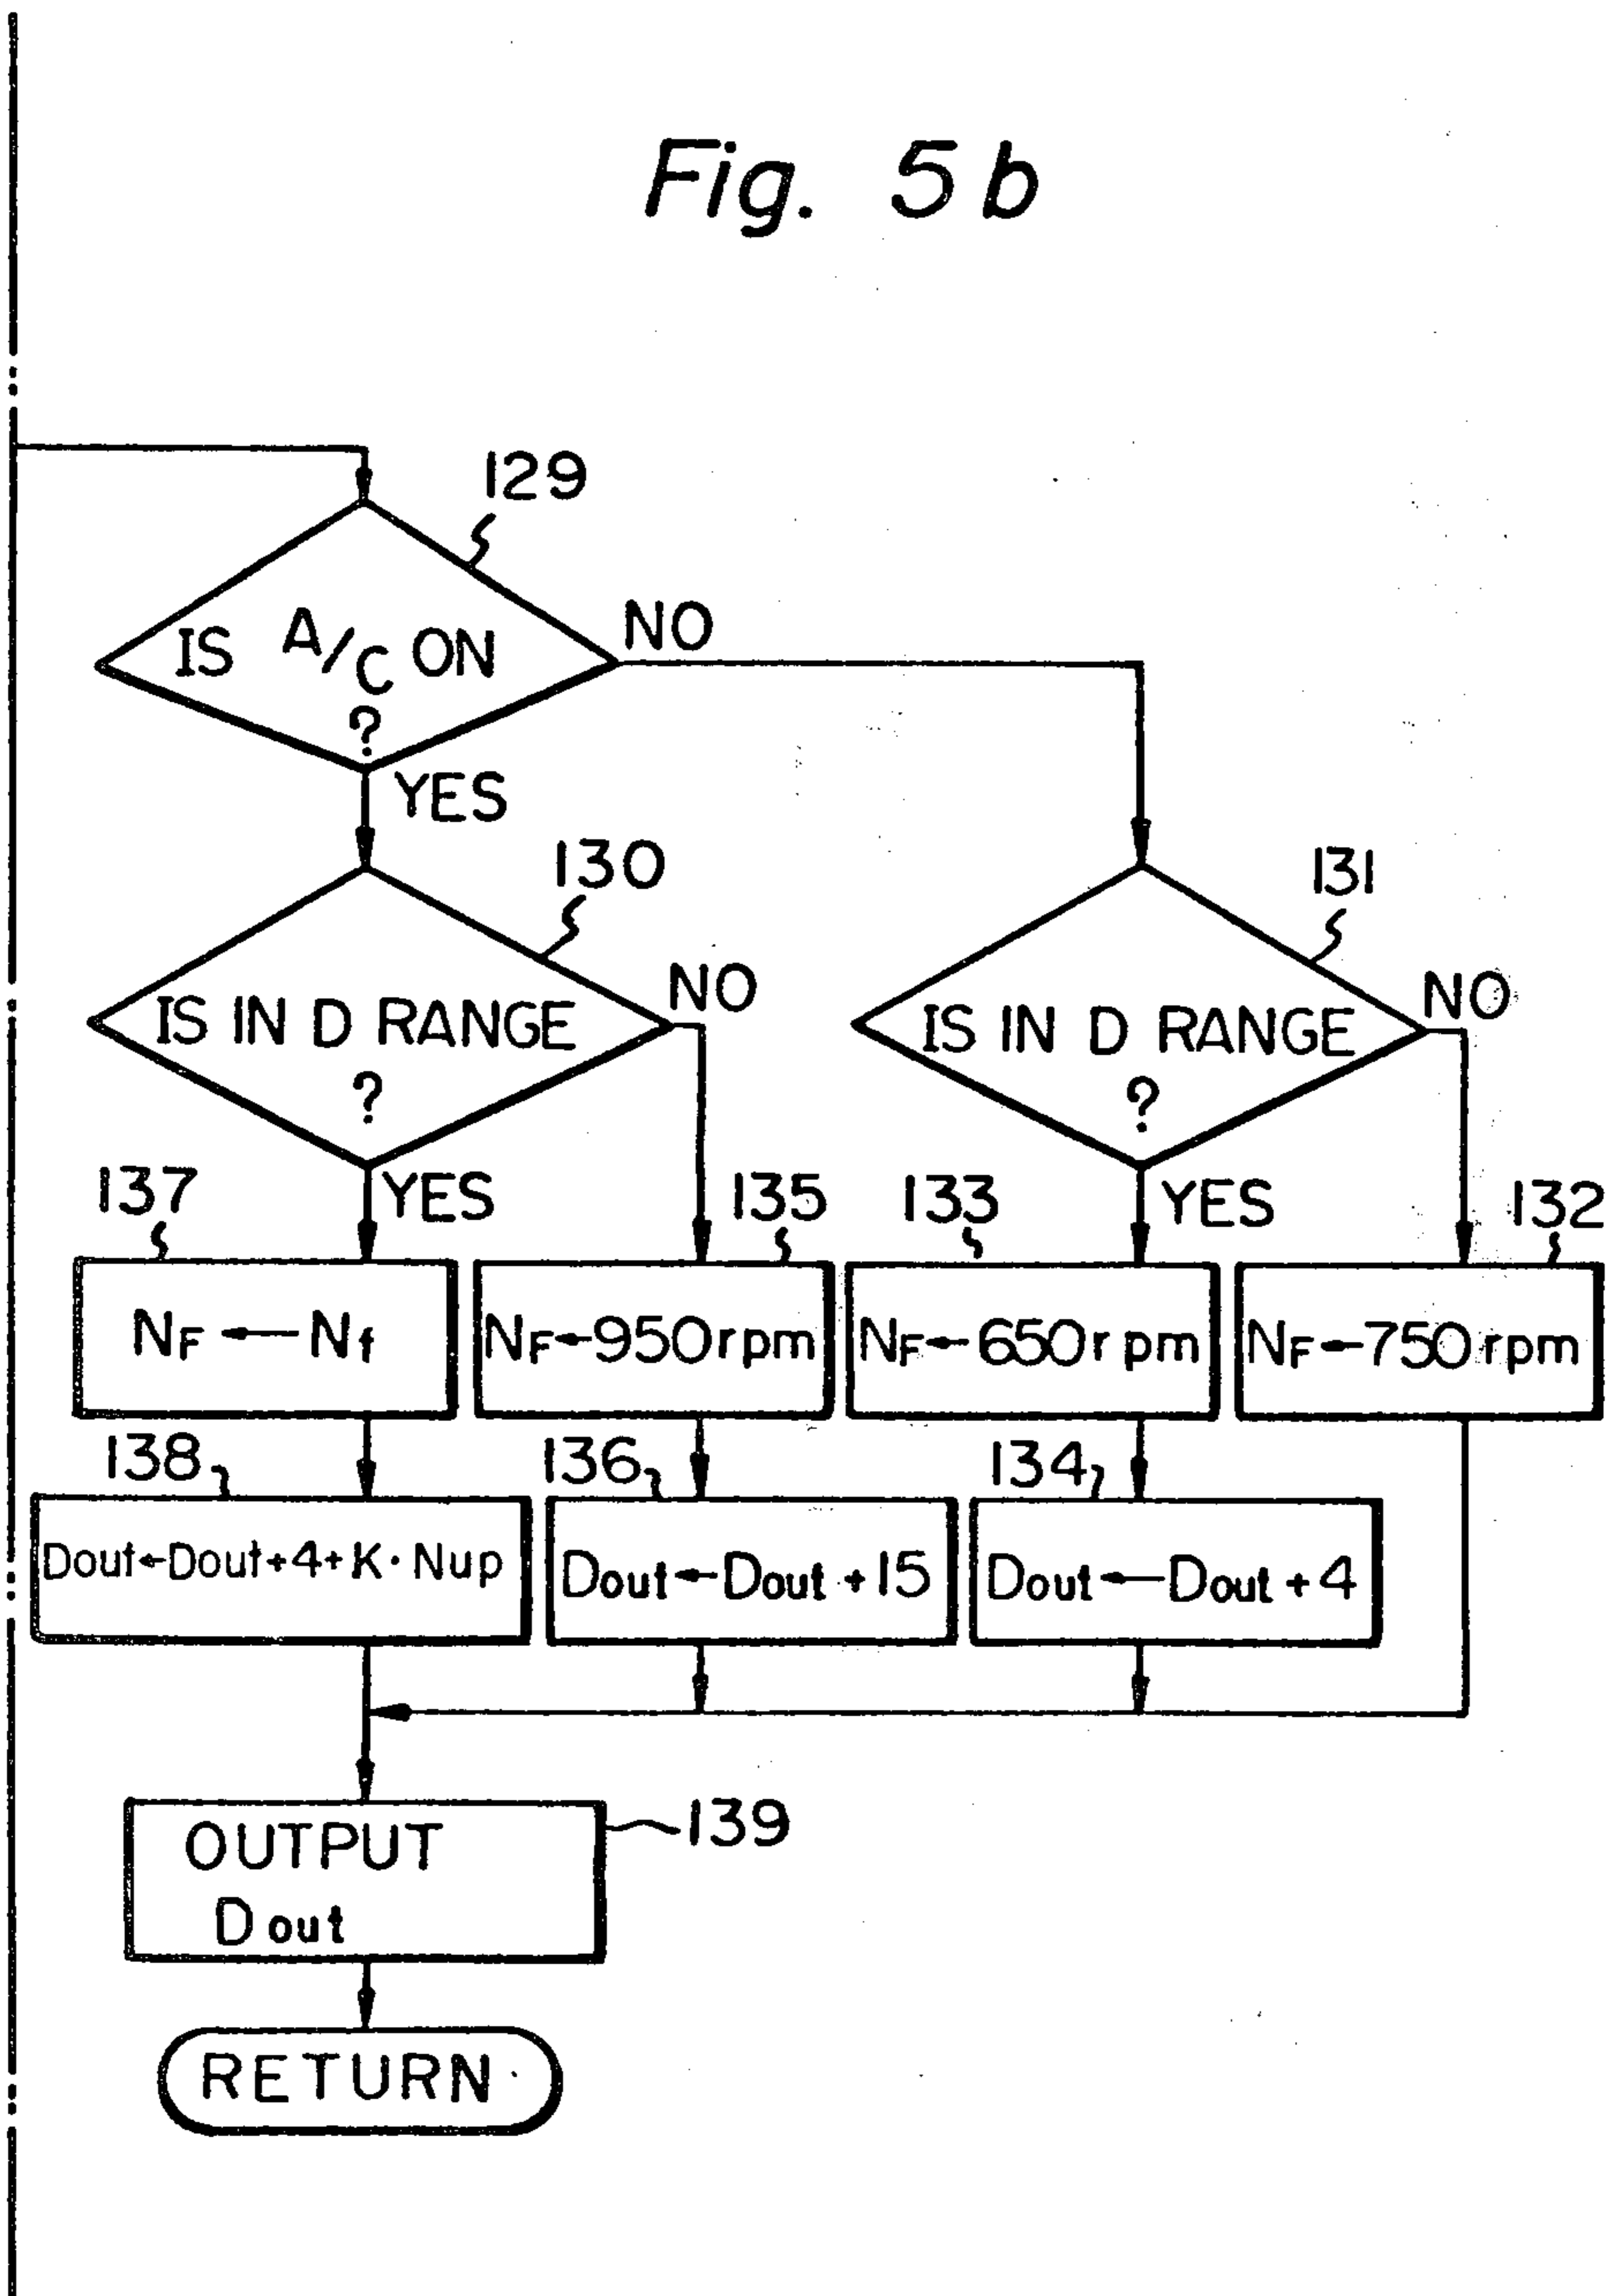 Fig. 5b
129
IS A/C ON
?
NO
YES
130
131
IS IN D RANGE
?
NO
IS IN D RANGE
?
NO
137
YES
135
133
YES
132
NF ← Nf
NF←950rpm
NF←650rpm
NF←750rpm
138
136
134
Dout←Dout+4+K·Nup
Dout←Dout+15
Dout←Dout+4
OUTPUT
Dout
139
RETURN